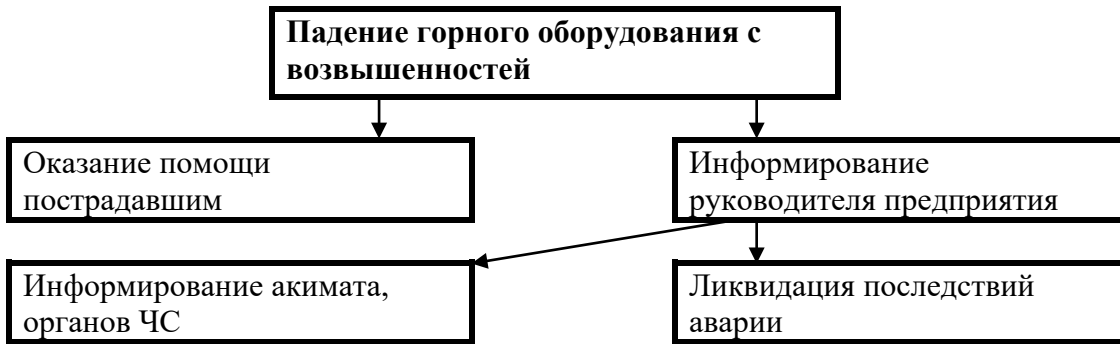 Падение горного оборудования с
возвышенностей
Оказание помощи
пострадавшим
Информирование
руководителя предприятия
Информирование акимата,
органов ЧС
Ликвидация последствий
аварии